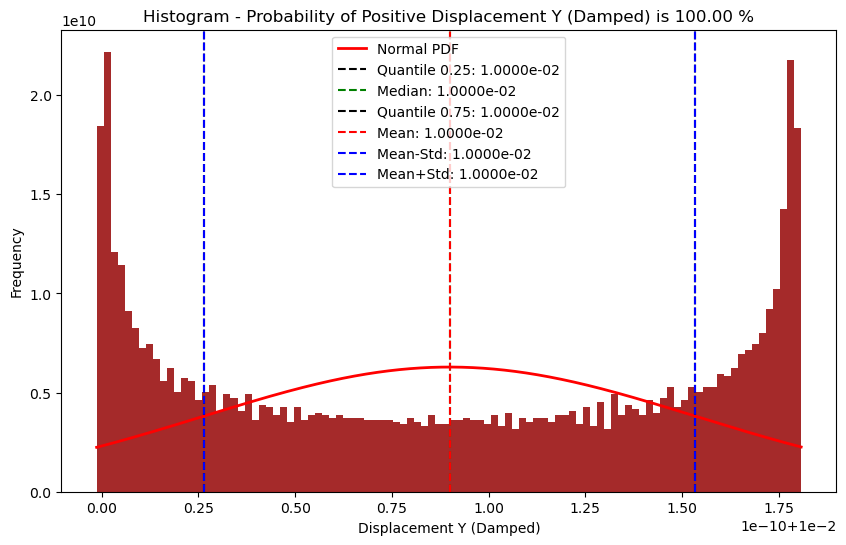 Histogram - Probability of Positive Displacement Y (Damped) is 100.00 %
1e10
Normal PDF
Quantile 0.25: 1.0000e-02
Median: 1.0000e-02
Quantile 0.75: 1.0000e-02
Mean: 1.0000e-02
Mean-Std: 1.0000e-02
Mean+Std: 1.0000e-02
2.0
1.5
1.0
0.5
0.0
Frequency
0.00 0.25 0.50 0.75 1.00 1.25 1.50 1.75
Displacement Y (Damped)
1e−10+1e−2